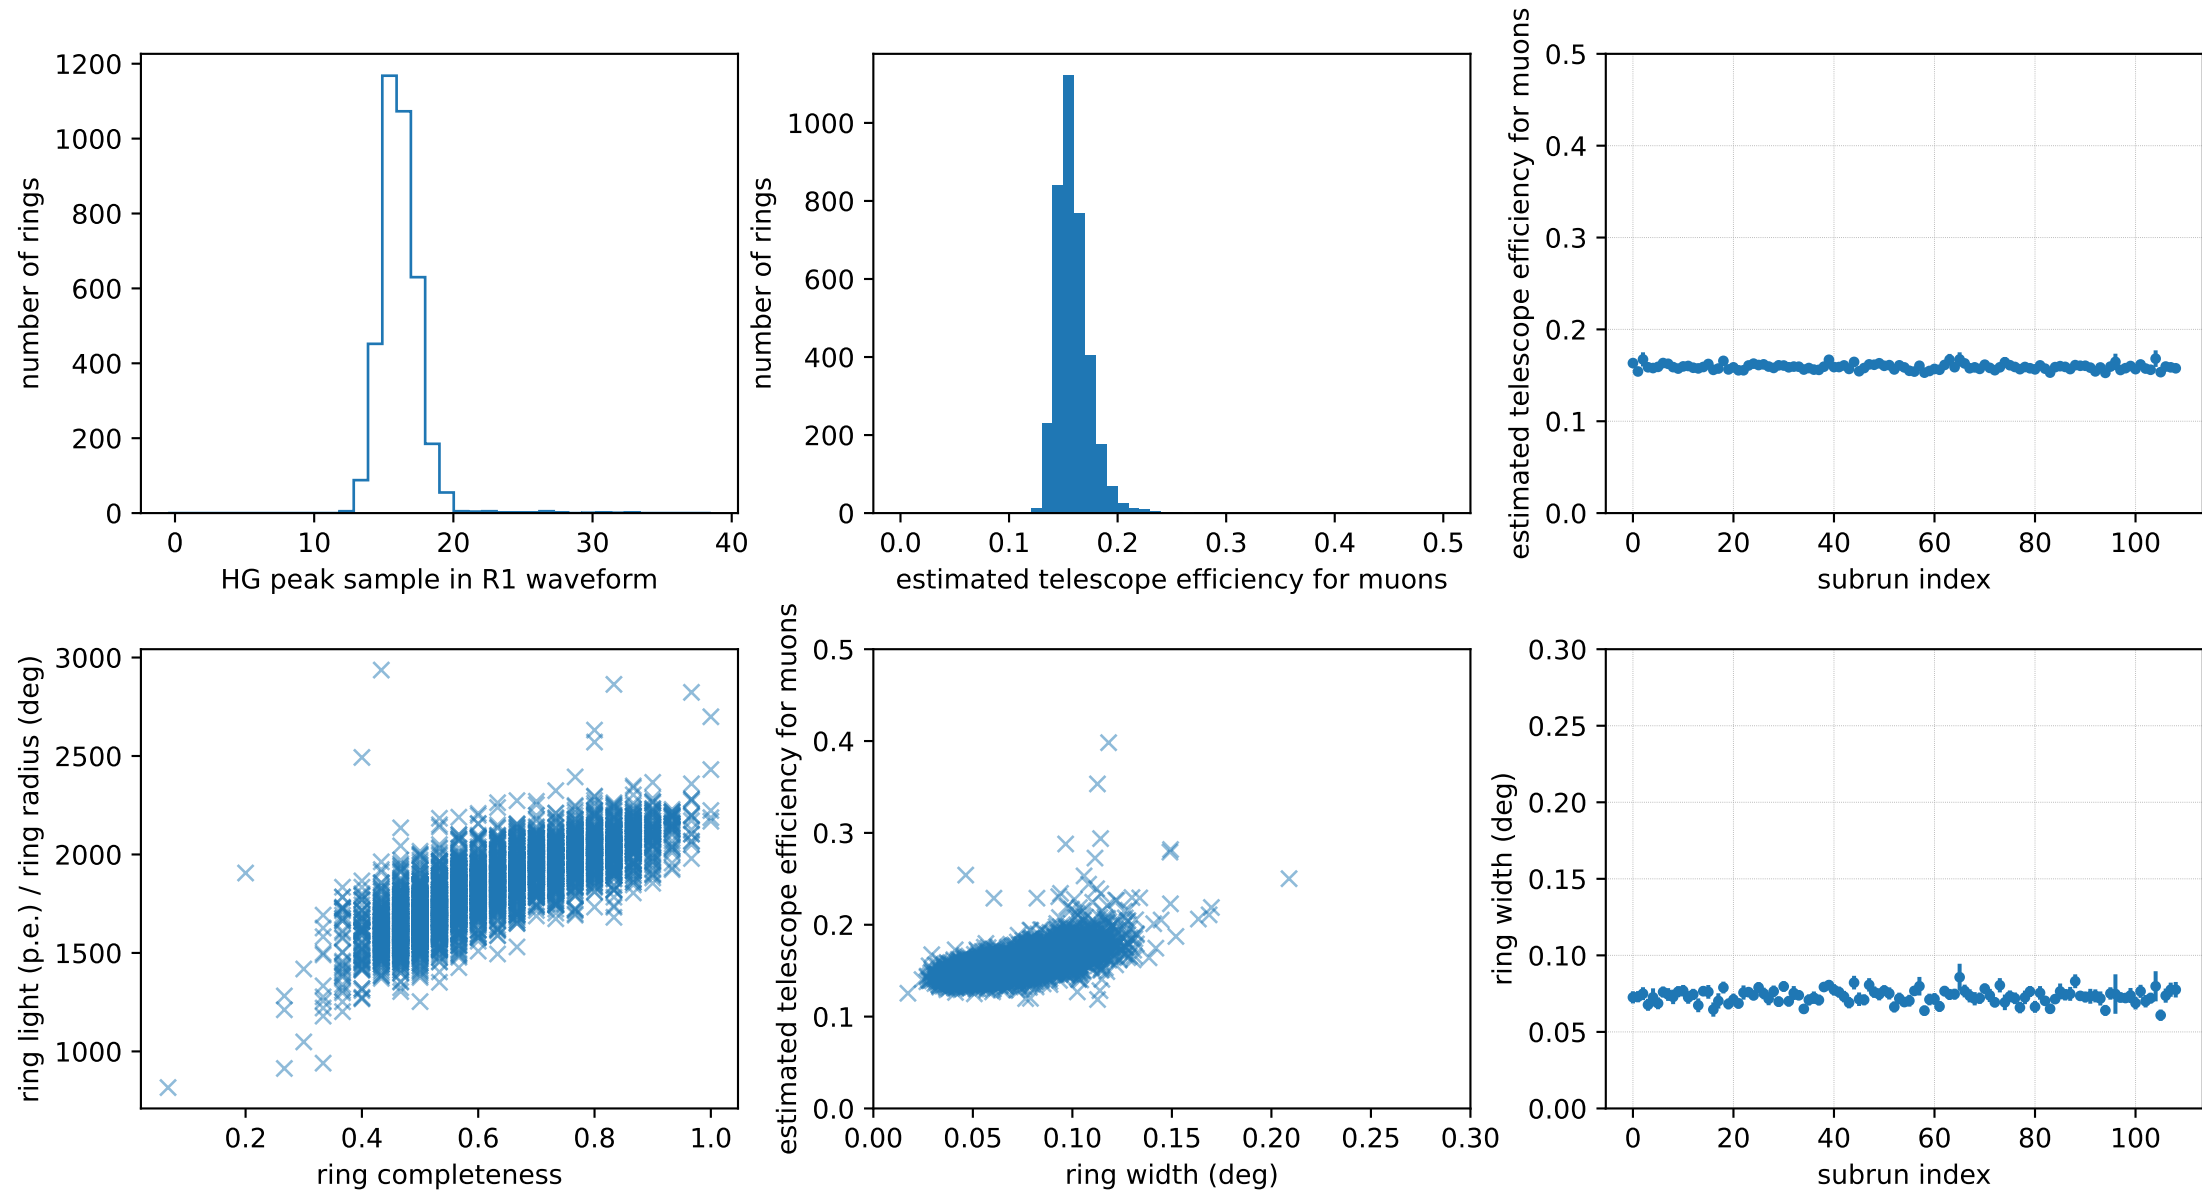 number of rings
1200
1000
800
600
400
200
0
0 10 20 30 40
HG peak sample in R1 waveform
number of rings
1000
800
600
400
200
0
0.0 0.1 0.2 0.3 0.4 0.5
estimated telescope efficiency for muons
estimated telescope efficiency for muons
0.5
0.4
0.3
0.2
0.1
0.0
0 20 40 60 80 100
subrun index
ring light (p.e.) / ring radius (deg)
3000
2500
2000
1500
1000
0.2 0.4 0.6 0.8 1.0
ring completeness
estimated telescope efficiency for muons
0.5
0.4
0.3
0.2
0.1
0.0
0.00 0.05 0.10 0.15 0.20 0.25 0.30
ring width (deg)
ring width (deg)
0.30
0.25
0.20
0.15
0.10
0.05
0.00
0 20 40 60 80 100
subrun index